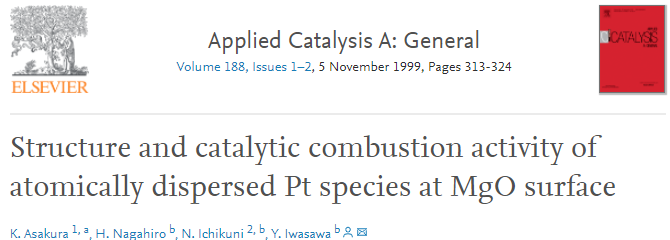 Applied Catalysis A: General
Volume 188, Issues 1–2, 5 November 1999, Pages 313-324
ELSEVIER
CATALYSIS
Structure and catalytic combustion activity of
atomically dispersed Pt species at MgO surface
K. Asakura 1, a, H. Nagahiro b, N. Ichikuni 2, b, Y. Iwasawa b